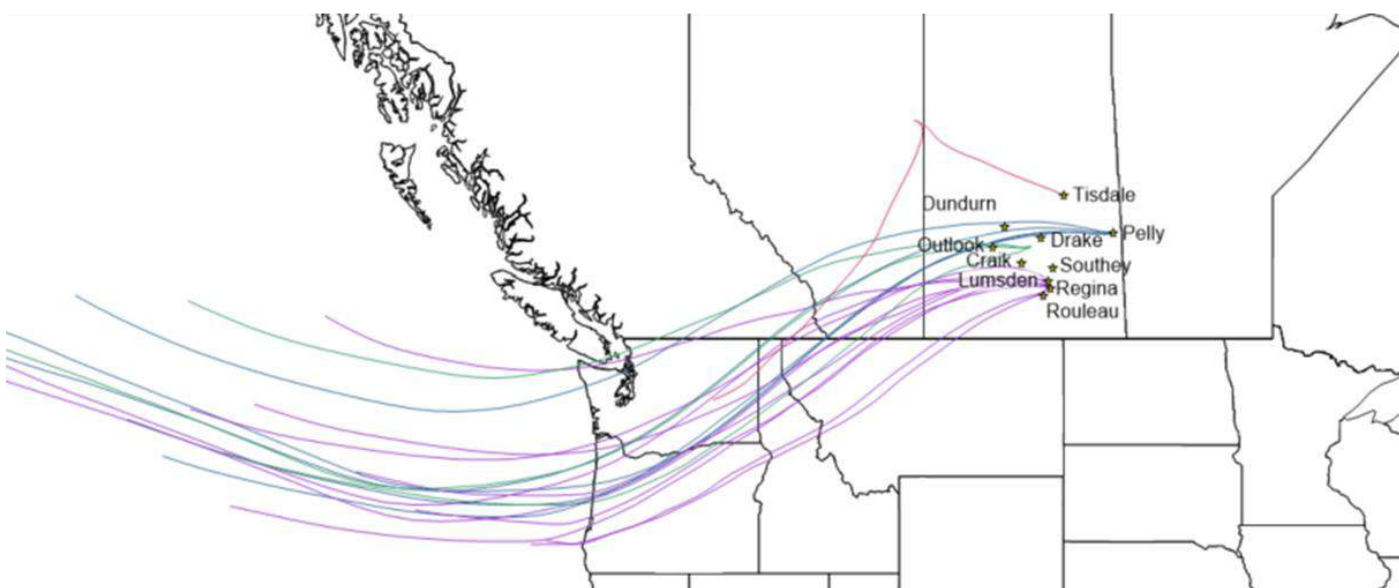 Tisdale
Dundurn
Pelly
Drake
Outlook
Craik
Southey
Lumsden
Regina
Rouleau